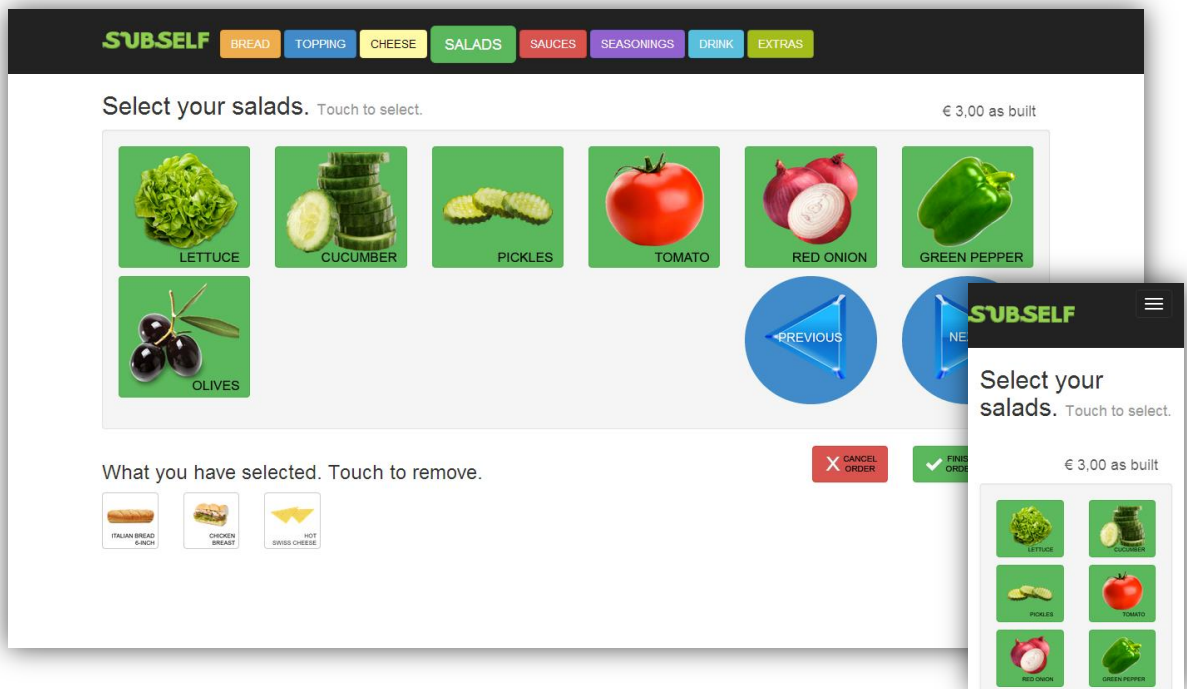 SUBSELF BREAD TOPPING CHEESE SALADS SAUCES SEASONINGS DRINK EXTRAS
Select your salads. Touch to select.
€ 3,00 as built
LETTUCE CUCUMBER PICKLES TOMATO RED ONION GREEN PEPPER
OLIVES
PREVIOUS
What you have selected. Touch to remove.
X CANCEL
ORDER
ITALIAN BREAD
6-INCH
CHICKEN
BREAST
HOT
SWISS CHEESE
SUBSELF
Select your
salads. Touch to select.
€ 3,00 as built
LETTUCE CUCUMBER
PICKLES TOMATO
RED ONION GREEN PEPPER